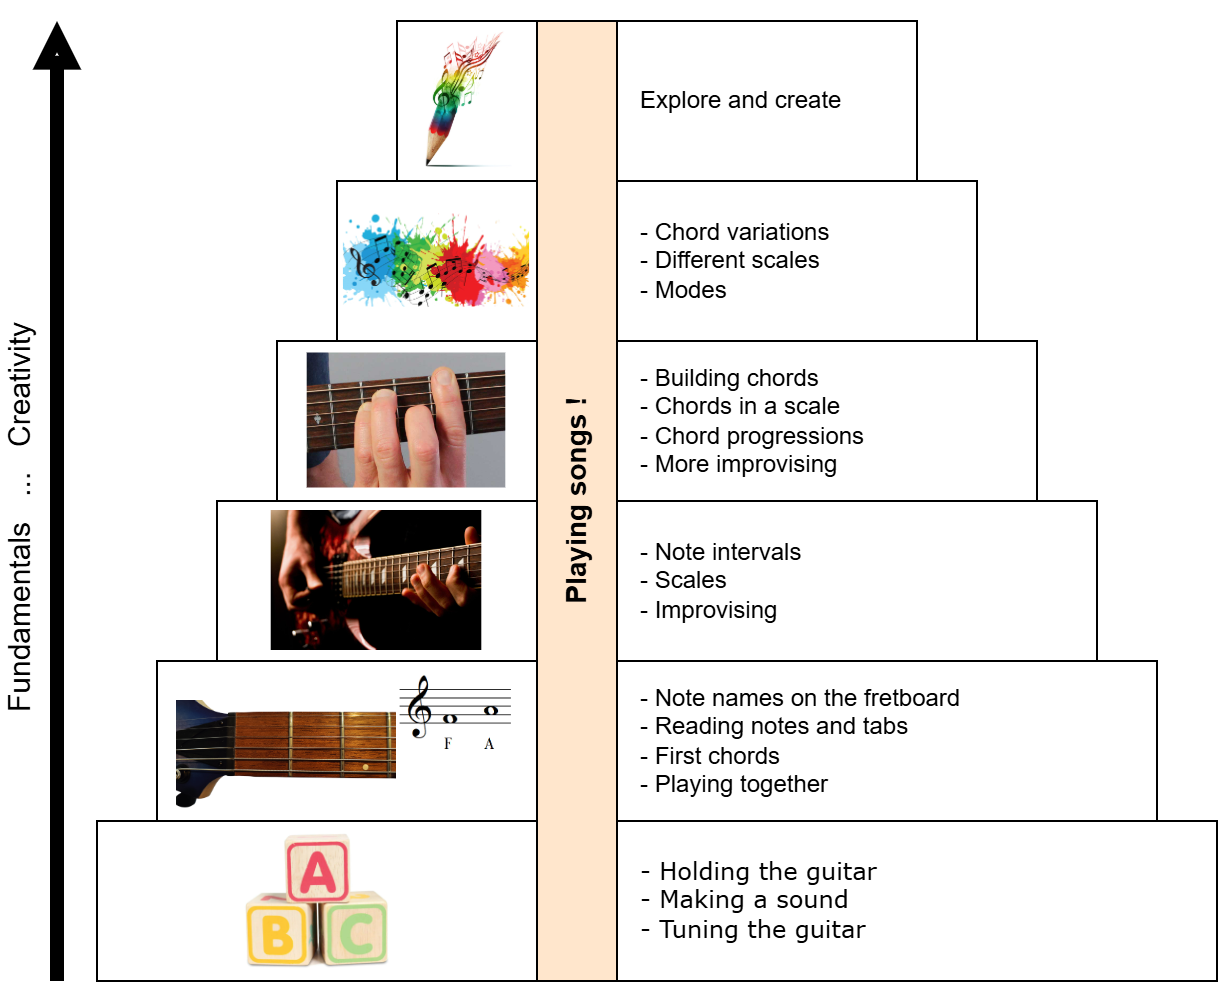 Explore and create
- Chord variations
- Different scales
- Modes
- Building chords
- Chords in a scale
- Chord progressions
- More improvising
- Note intervals
- Scales
- Improvising
F A
- Note names on the fretboard
- Reading notes and tabs
- First chords
- Playing together
A
B C
- Holding the guitar
- Making a sound
- Tuning the guitar
Playing songs !
Fundamentals ... Creativity